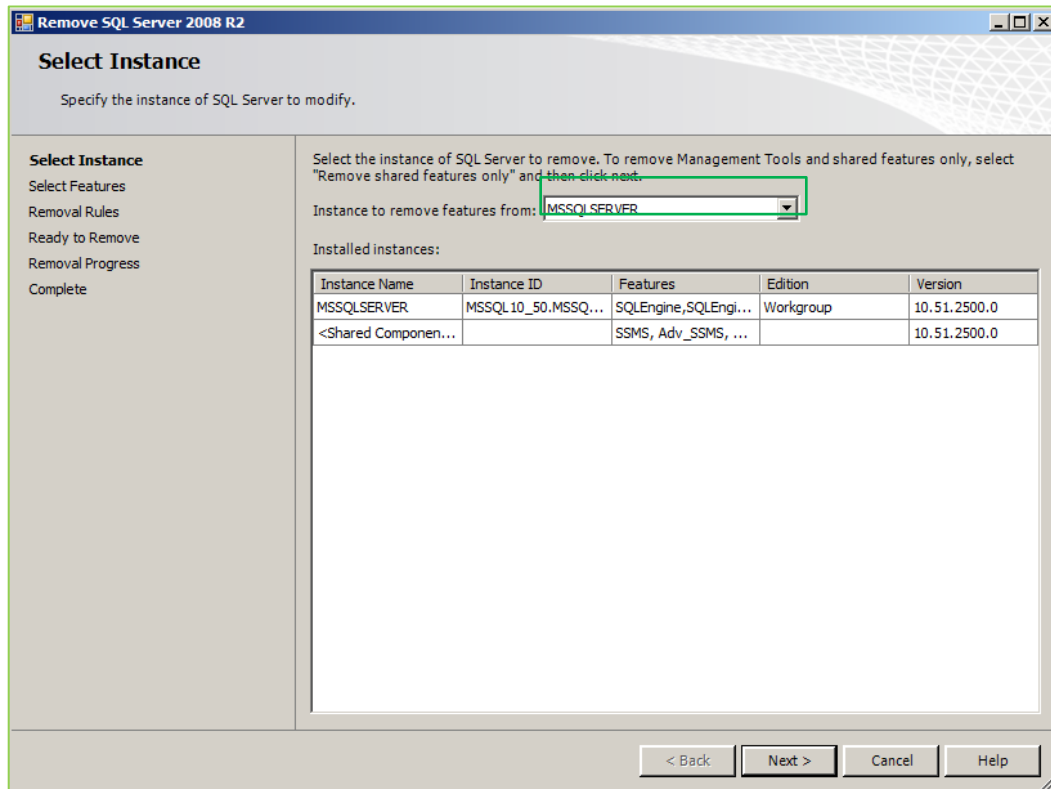 Remove SQL Server 2008 R2
Select Instance
Specify the instance of SQL Server to modify.
Select Instance
Select Features
Removal Rules
Ready to Remove
Removal Progress
Complete
Select the instance of SQL Server to remove. To remove Management Tools and shared features only, select
"Remove shared features only" and then click next.
Instance to remove features from: MSSQLSERVER
Installed instances:
Instance Name Instance ID Features Edition Version
MSSQLSERVER MSSQL10_50.MSSQ... SQLEngine,SQLEngi... Workgroup 10.51.2500.0
<Shared Componen... SSMS, Adv_SSMS, ... 10.51.2500.0
< Back Next > Cancel Help